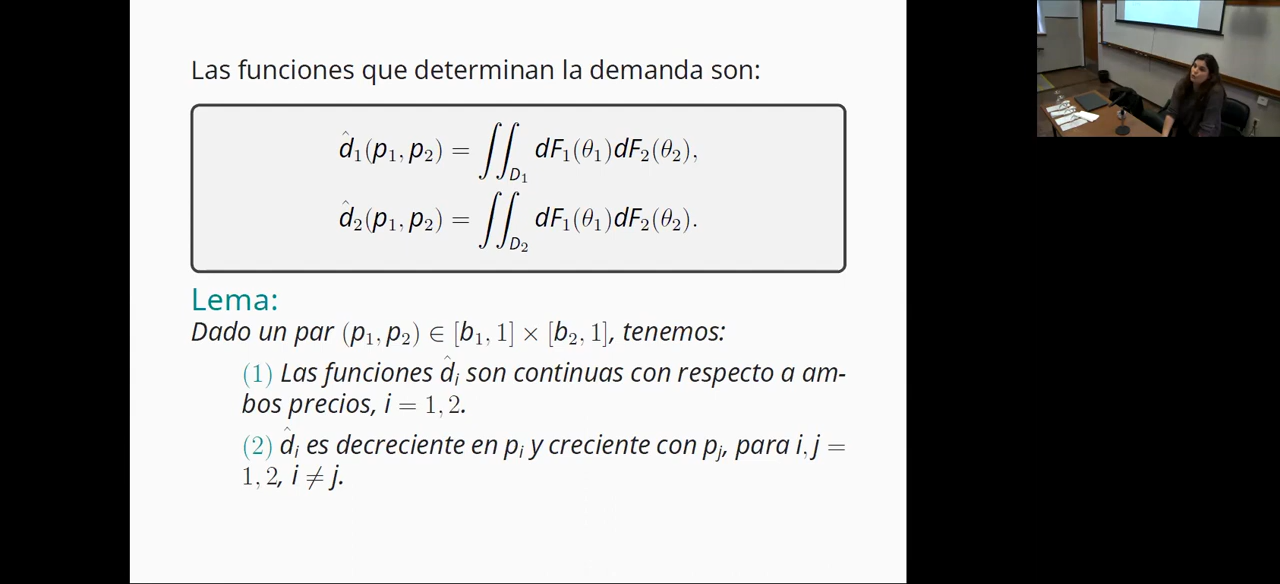 Las funciones que determinan la demanda son:
d̂₁(p₁, p₂) = ∬_D₁ dF₁(θ₁)dF₂(θ₂),
d̂₂(p₁, p₂) = ∬_D₂ dF₁(θ₁)dF₂(θ₂).
Lema:
Dado un par (p₁, p₂) ∈ [b₁, 1] × [b₂, 1], tenemos:
(1) Las funciones d̂ᵢ son continuas con respecto a am-
bos precios, i = 1, 2.
(2) d̂ᵢ es decreciente en pᵢ y creciente con pⱼ, para i, j =
1, 2, i ≠ j.